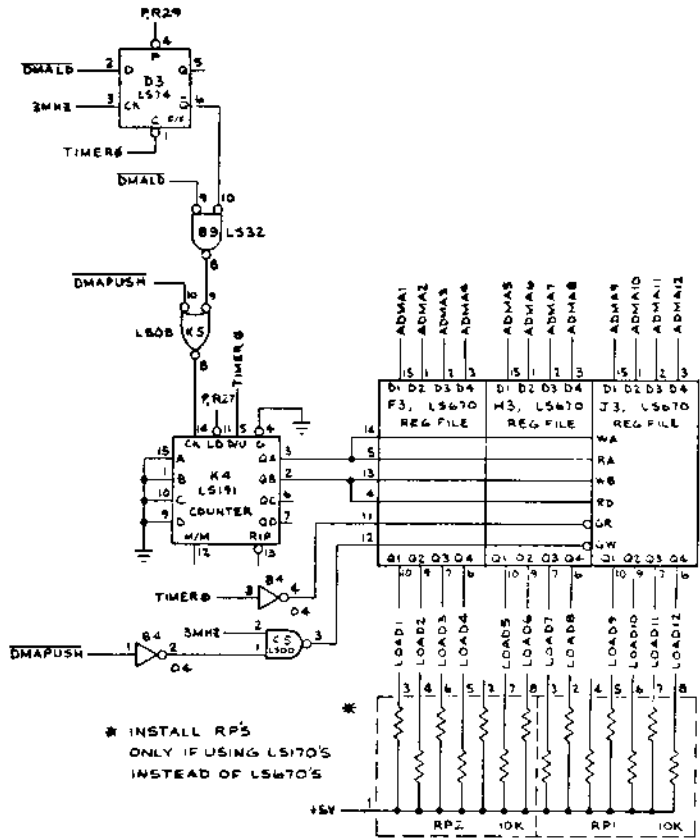 P,R29
4
P
DMALD 2 D Q 5
D3
LS74
3MHZ 3 CK Q 6
C F/F
1
TIMER0
DMALD 9 10
B9 LS32
8
DMAPUSH 10 9
LS08 K5
8
TIMER0
P,R27
14 11 5 4
CK LD D/U G
15 A QA 3
1 B K4 QB 2
LS191
10 C QC 6
COUNTER
9 D QD 7
M/M RIP
12 13
ADMA1 ADMA2 ADMA3 ADMA4 ADMA5 ADMA6 ADMA7 ADMA8 ADMA9 ADMA10 ADMA11 ADMA12
15 1 2 3 15 1 2 3 15 1 2 3
D1 D2 D3 D4 D1 D2 D3 D4 D1 D2 D3 D4
F3, LS670 H3, LS670 J3, LS670
REG FILE REG FILE REG FILE
14 WA
5 RA
13 WB
4 RB
11 GR
12 GW
Q1 Q2 Q3 Q4 Q1 Q2 Q3 Q4 Q1 Q2 Q3 Q4
10 9 7 6 10 9 7 6 10 9 7 6
B4
TIMER0 3 4
04
3MHZ 2 C5 3
LS00
1
B4
DMAPUSH 1 2
04
LOAD1 LOAD2 LOAD3 LOAD4 LOAD5 LOAD6 LOAD7 LOAD8 LOAD9 LOAD10 LOAD11 LOAD12
3 4 6 5 2 7 8 3 2 4 5 6 7 8
*
* INSTALL RP'S
ONLY IF USING LS170'S
INSTEAD OF LS670'S
+5V 1
RP2 10K RP1 10K